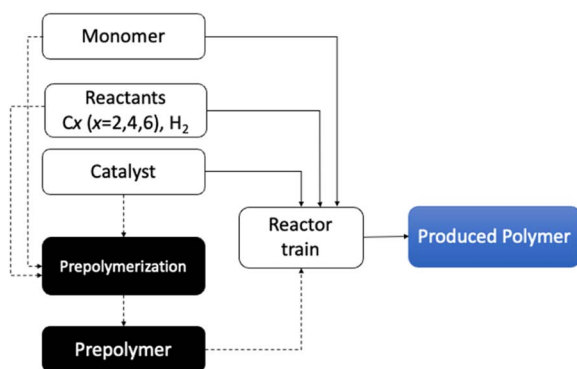 Monomer
Reactants
Cx (x=2,4,6), H₂
Catalyst
Reactor
train
Produced Polymer
Prepolymerization
Prepolymer